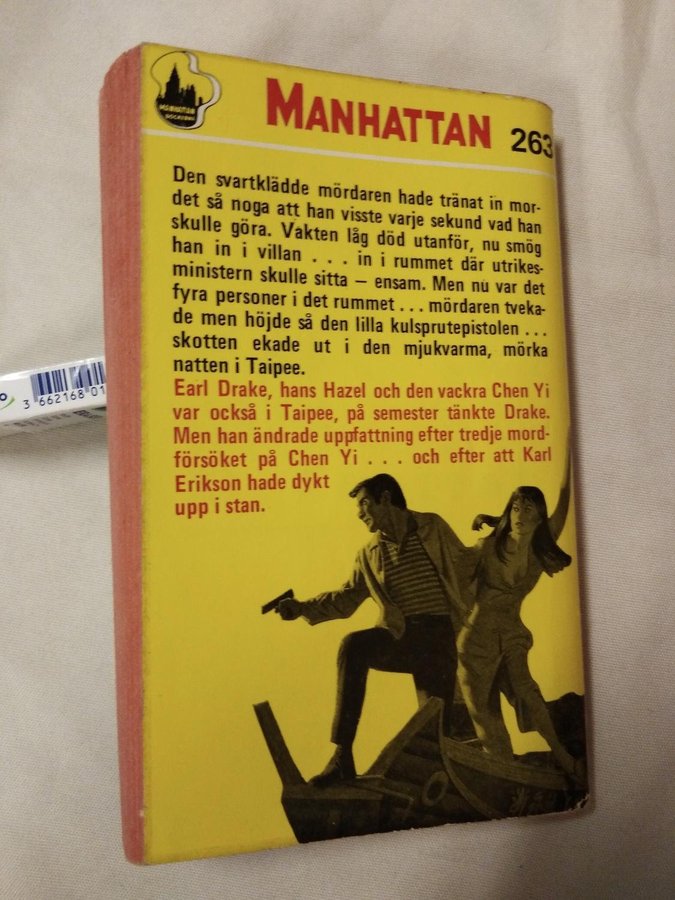 MANHATTAN
MANHATTAN 263
Den svartklädde mördaren hade tränat in mor-
det så noga att han visste varje sekund vad han
skulle göra. Vakten låg död utanför, nu smög
han in i villan . . . in i rummet där utrikes-
ministern skulle sitta – ensam. Men nu var det
fyra personer i det rummet . . . mördaren tveka-
de men höjde så den lilla kulsprutepistolen . . .
skotten ekade ut i den mjukvarma, mörka
natten i Taipee.
Earl Drake, hans Hazel och den vackra Chen Yi
var också i Taipee, på semester tänkte Drake.
Men han ändrade uppfattning efter tredje mord-
försöket på Chen Yi . . . och efter att Karl
Erikson hade dykt
upp i stan.
3 662168 01